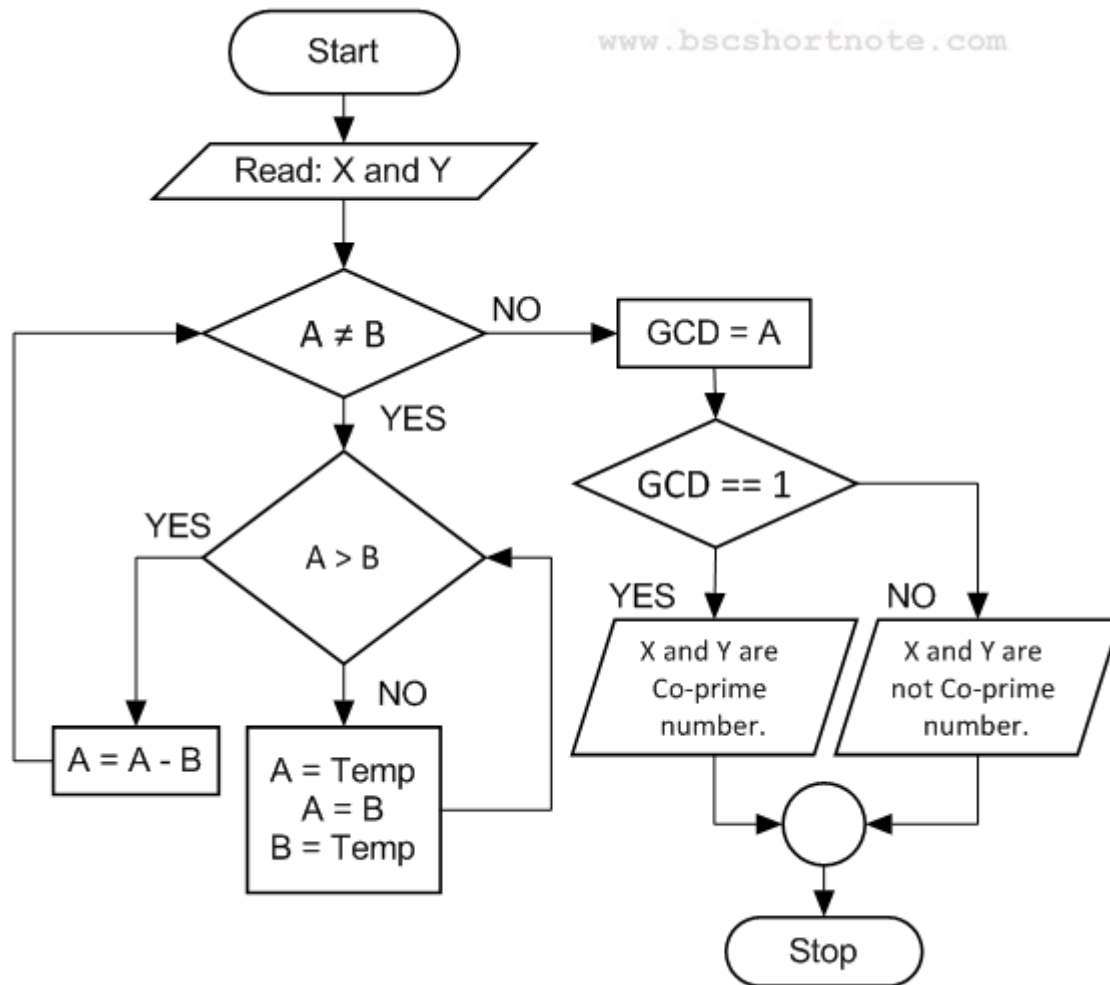 www.bscshortnote.com
Start
Read: X and Y
A ≠ B
NO
GCD = A
YES
GCD == 1
YES
A > B
YES
NO
NO
X and Y are
Co-prime
number.
X and Y are
not Co-prime
number.
A = A - B
A = Temp
A = B
B = Temp
Stop